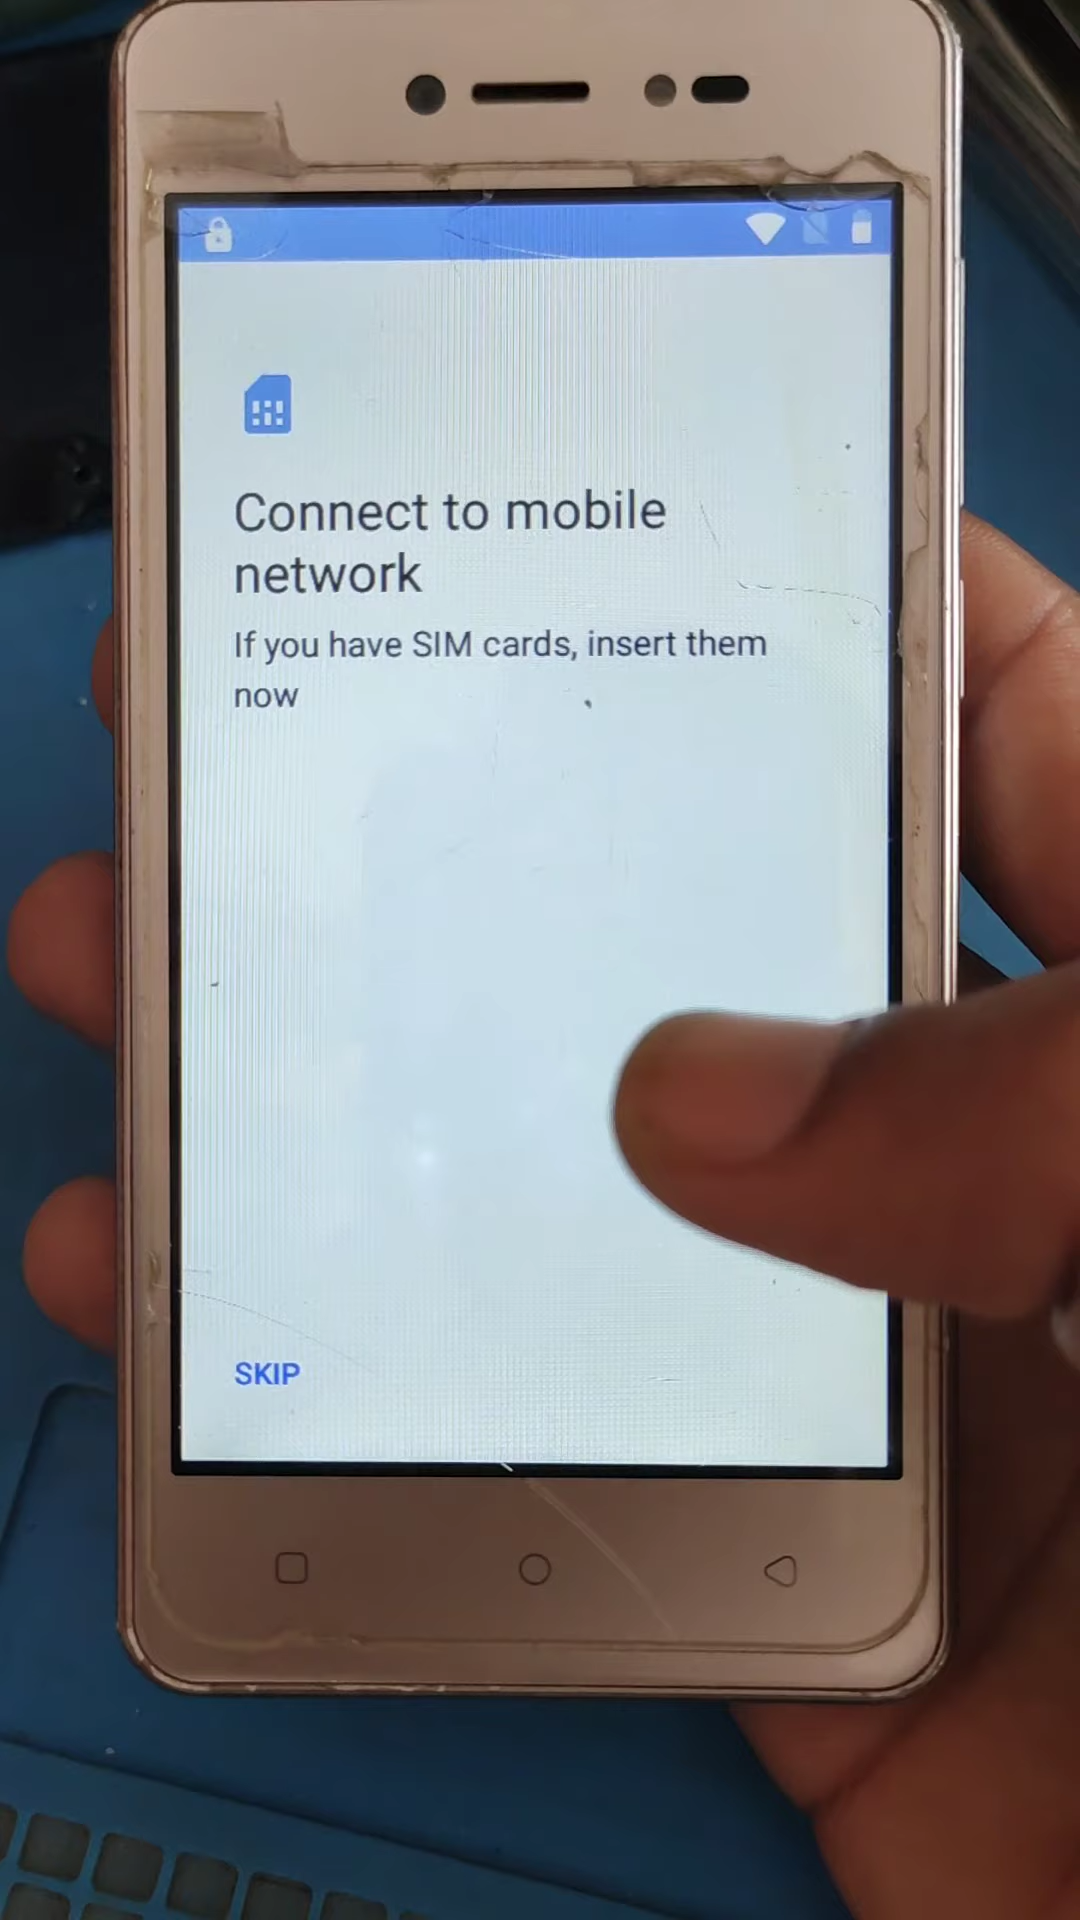 Connect to mobile
network
If you have SIM cards, insert them
now
SKIP